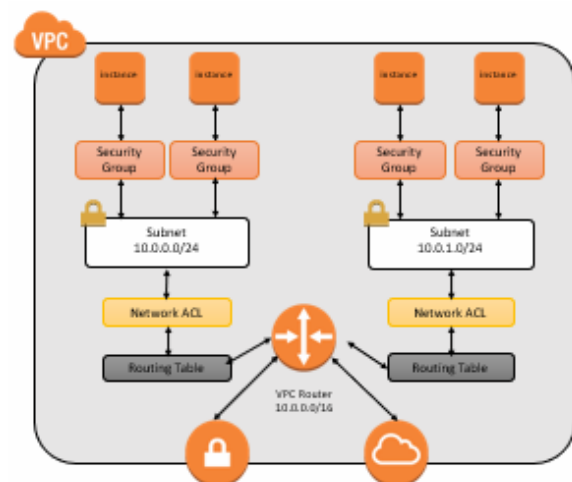 VPC
instance
instance
instance
instance
Security
Group
Security
Group
Security
Group
Security
Group
Subnet
10.0.0.0/24
Subnet
10.0.1.0/24
Network ACL
Network ACL
Routing Table
Routing Table
VPC Router
10.0.0.0/16